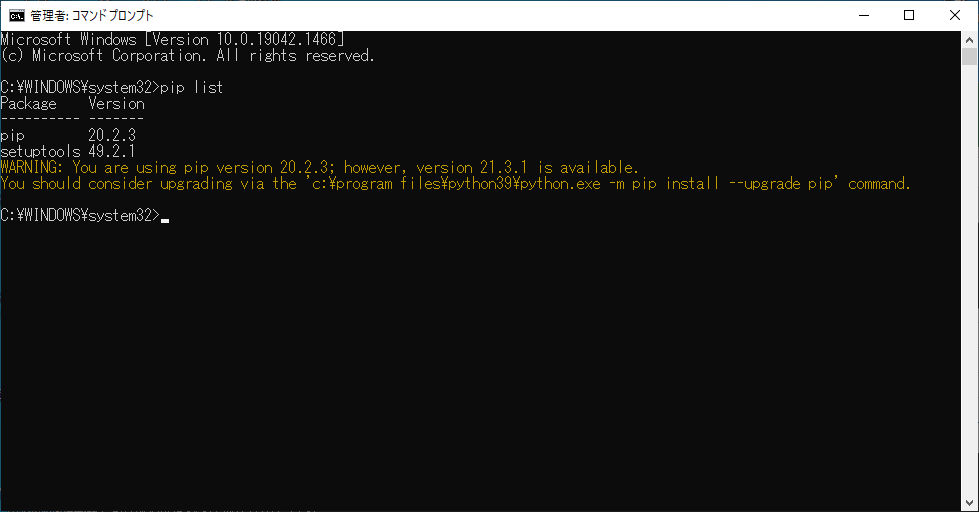 管理者: コマンド プロンプト
Microsoft Windows [Version 10.0.19042.1466]
(c) Microsoft Corporation. All rights reserved.
C:¥WINDOWS¥system32>pip list
Package    Version
---------- -------
pip        20.2.3
setuptools 49.2.1
WARNING: You are using pip version 20.2.3; however, version 21.3.1 is available.
You should consider upgrading via the 'c:¥program files¥python39¥python.exe -m pip install --upgrade pip' command.
C:¥WINDOWS¥system32>